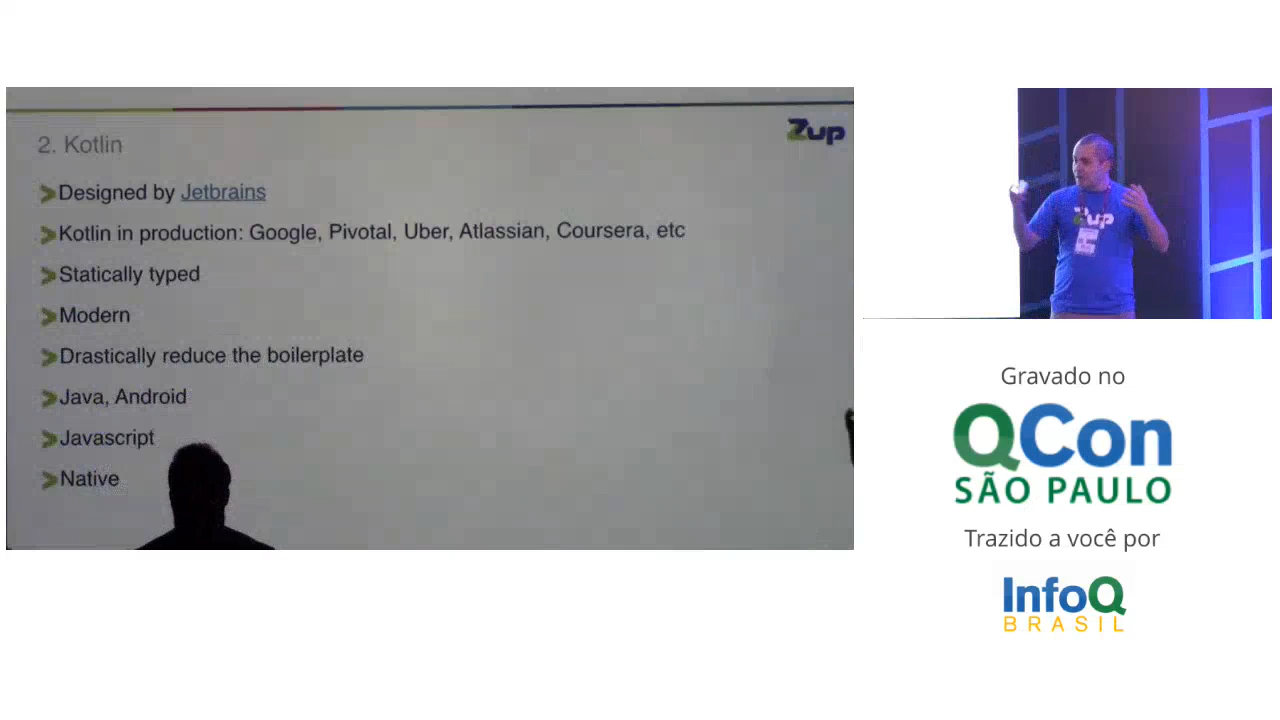 2. Kotlin
Zup
Designed by Jetbrains
Kotlin in production: Google, Pivotal, Uber, Atlassian, Coursera, etc
Statically typed
Modern
Drastically reduce the boilerplate
Java, Android
Javascript
Native
Zup
Gravado no
QCon
SÃO PAULO
Trazido a você por
InfoQ
BRASIL